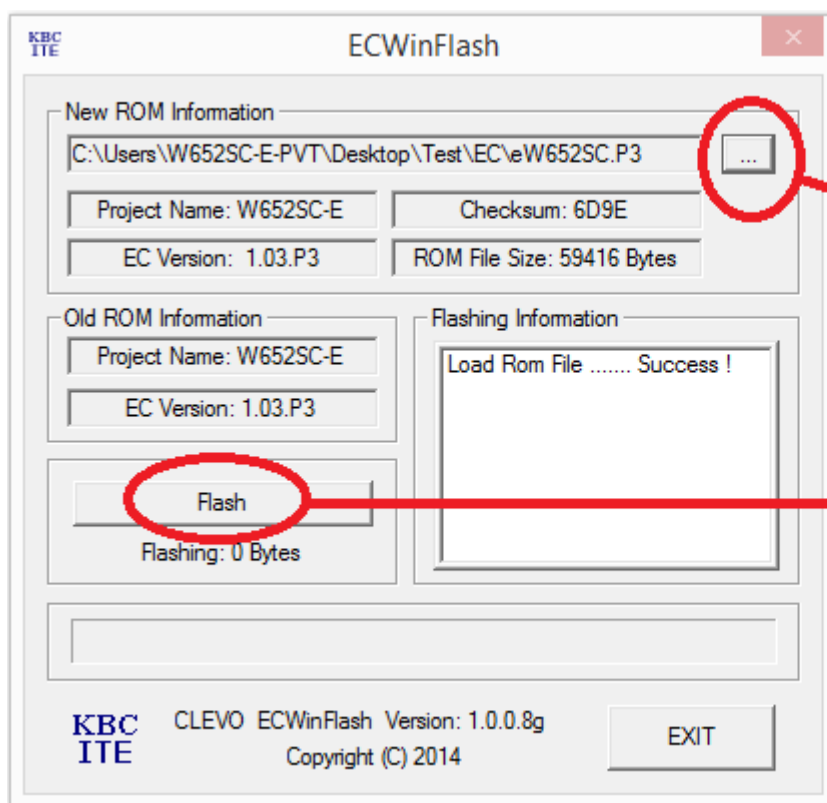 KBC
ITE
ECWinFlash
New ROM Information
C:\Users\W652SC-E-PVT\Desktop\Test\EC\eW652SC.P3
...
Project Name: W652SC-E
Checksum: 6D9E
EC Version:  1.03.P3
ROM File Size: 59416 Bytes
Old ROM Information
Project Name: W652SC-E
EC Version: 1.03.P3
Flashing Information
Load Rom File ....... Success !
Flash
Flashing: 0 Bytes
KBC
ITE
CLEVO  ECWinFlash  Version: 1.0.0.8g
Copyright (C) 2014
EXIT